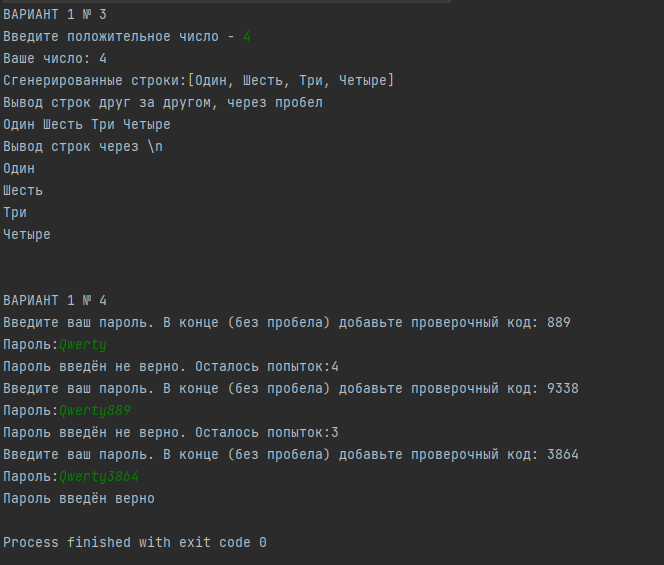 ВАРИАНТ 1 № 3
Введите положительное число - 4
Ваше число: 4
Сгенерированные строки:[Один, Шесть, Три, Четыре]
Вывод строк друг за другом, через пробел
Один Шесть Три Четыре
Вывод строк через \n
Один
Шесть
Три
Четыре
ВАРИАНТ 1 № 4
Введите ваш пароль. В конце (без пробела) добавьте проверочный код: 889
Пароль:Qwerty
Пароль введён не верно. Осталось попыток:4
Введите ваш пароль. В конце (без пробела) добавьте проверочный код: 9338
Пароль:Qwerty889
Пароль введён не верно. Осталось попыток:3
Введите ваш пароль. В конце (без пробела) добавьте проверочный код: 3864
Пароль:Qwerty3864
Пароль введён верно
Process finished with exit code 0